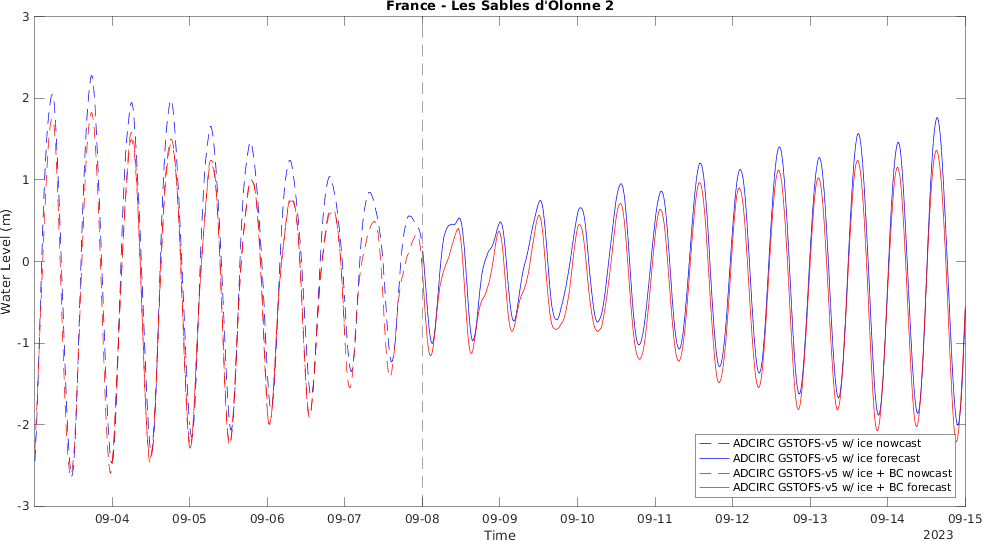 France - Les Sables d'Olonne 2
Water Level (m)
3
2
1
0
-1
-2
-3
09-04
09-05
09-06
09-07
09-08
09-09
09-10
09-11
09-12
09-13
09-14
09-15
Time
2023
ADCIRC GSTOFS-v5 w/ ice nowcast
ADCIRC GSTOFS-v5 w/ ice forecast
ADCIRC GSTOFS-v5 w/ ice + BC nowcast
ADCIRC GSTOFS-v5 w/ ice + BC forecast